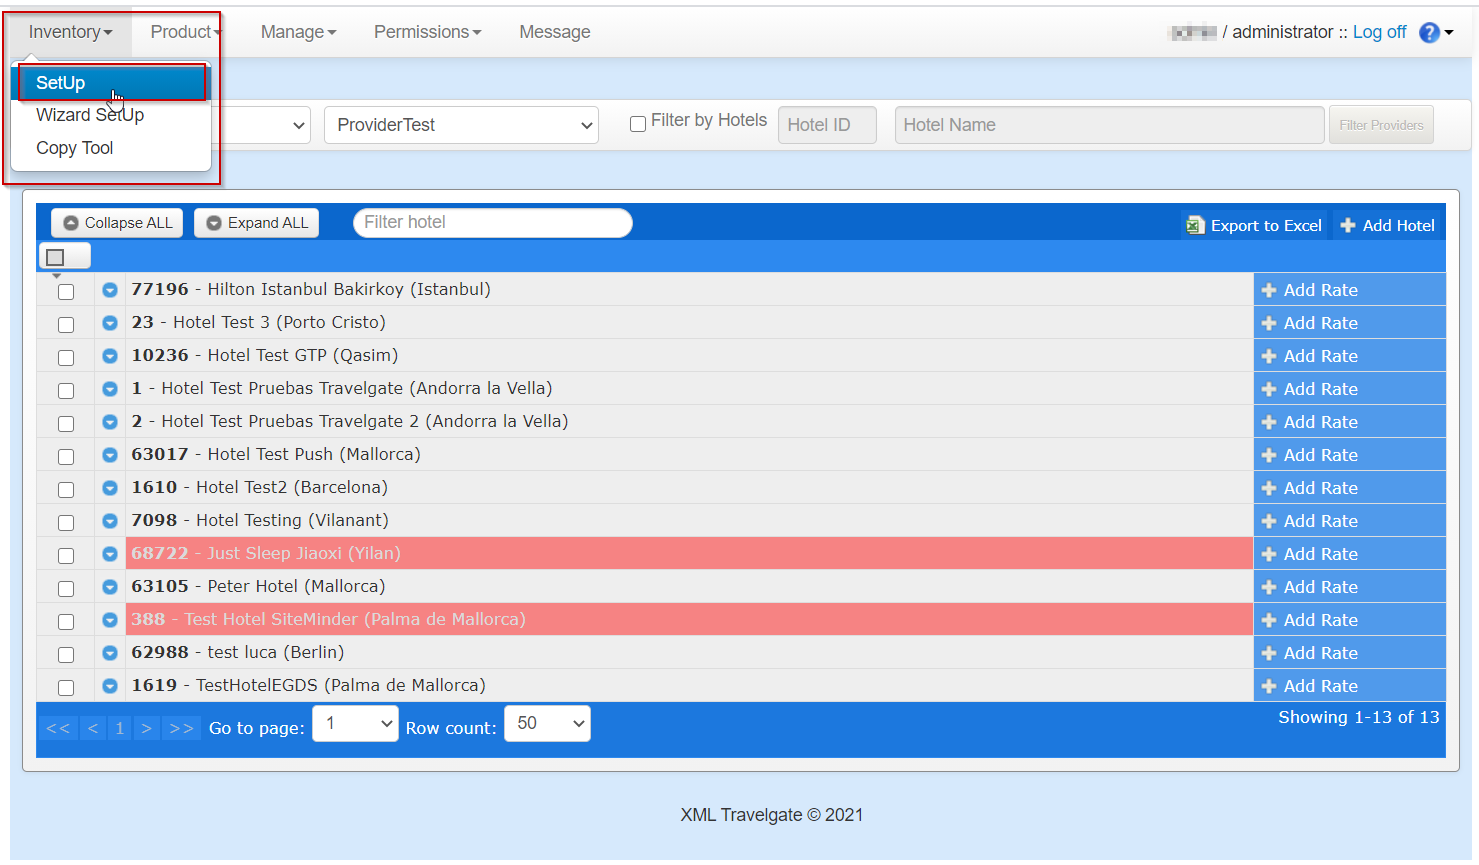 Inventory Product Manage Permissions Message / administrator :: Log off ?
SetUp
Wizard SetUp
Copy Tool
ProviderTest Filter by Hotels Hotel ID Hotel Name Filter Providers
Collapse ALL Expand ALL Filter hotel Export to Excel Add Hotel
77196 - Hilton Istanbul Bakirkoy (Istanbul) Add Rate
23 - Hotel Test 3 (Porto Cristo) Add Rate
10236 - Hotel Test GTP (Qasim) Add Rate
1 - Hotel Test Pruebas Travelgate (Andorra la Vella) Add Rate
2 - Hotel Test Pruebas Travelgate 2 (Andorra la Vella) Add Rate
63017 - Hotel Test Push (Mallorca) Add Rate
1610 - Hotel Test2 (Barcelona) Add Rate
7098 - Hotel Testing (Vilanant) Add Rate
68722 - Just Sleep Jiaoxi (Yilan) Add Rate
63105 - Peter Hotel (Mallorca) Add Rate
388 - Test Hotel SiteMinder (Palma de Mallorca) Add Rate
62988 - test luca (Berlin) Add Rate
1619 - TestHotelEGDS (Palma de Mallorca) Add Rate
<< < 1 > >> Go to page: 1 Row count: 50 Showing 1-13 of 13
XML Travelgate © 2021